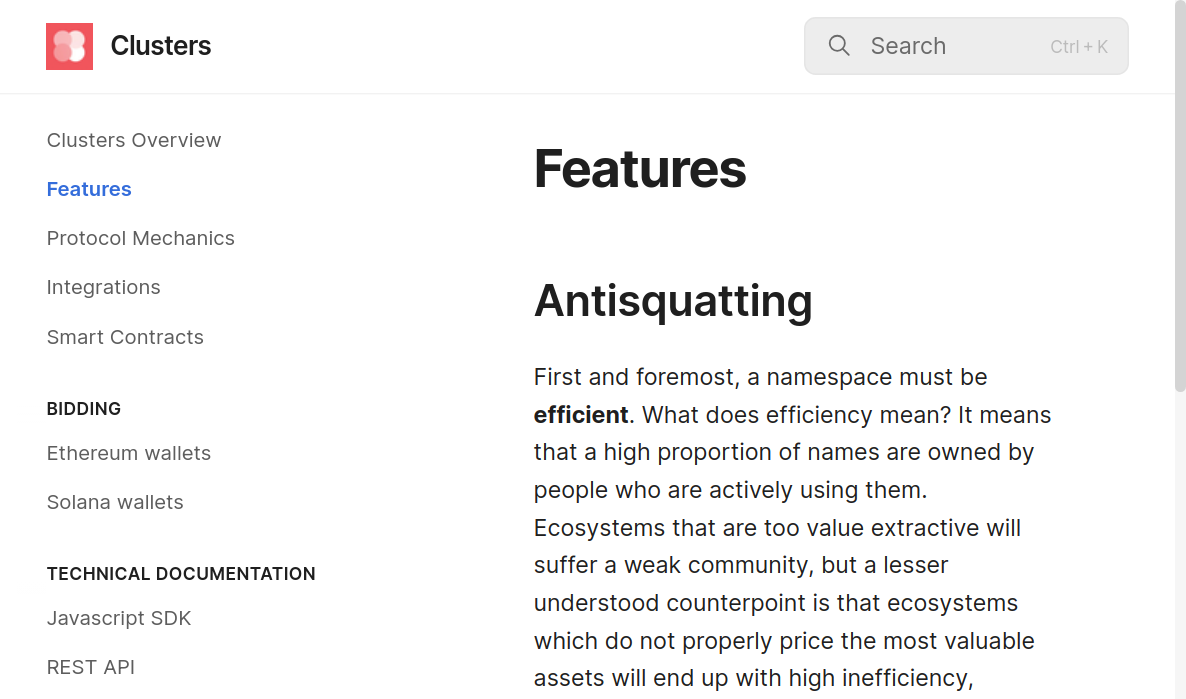 Clusters
Search
Ctrl + K
Clusters Overview
Features
Protocol Mechanics
Integrations
Smart Contracts
BIDDING
Ethereum wallets
Solana wallets
TECHNICAL DOCUMENTATION
Javascript SDK
REST API
Features
Antisquatting
First and foremost, a namespace must be
efficient. What does efficiency mean? It means
that a high proportion of names are owned by
people who are actively using them.
Ecosystems that are too value extractive will
suffer a weak community, but a lesser
understood counterpoint is that ecosystems
which do not properly price the most valuable
assets will end up with high inefficiency,